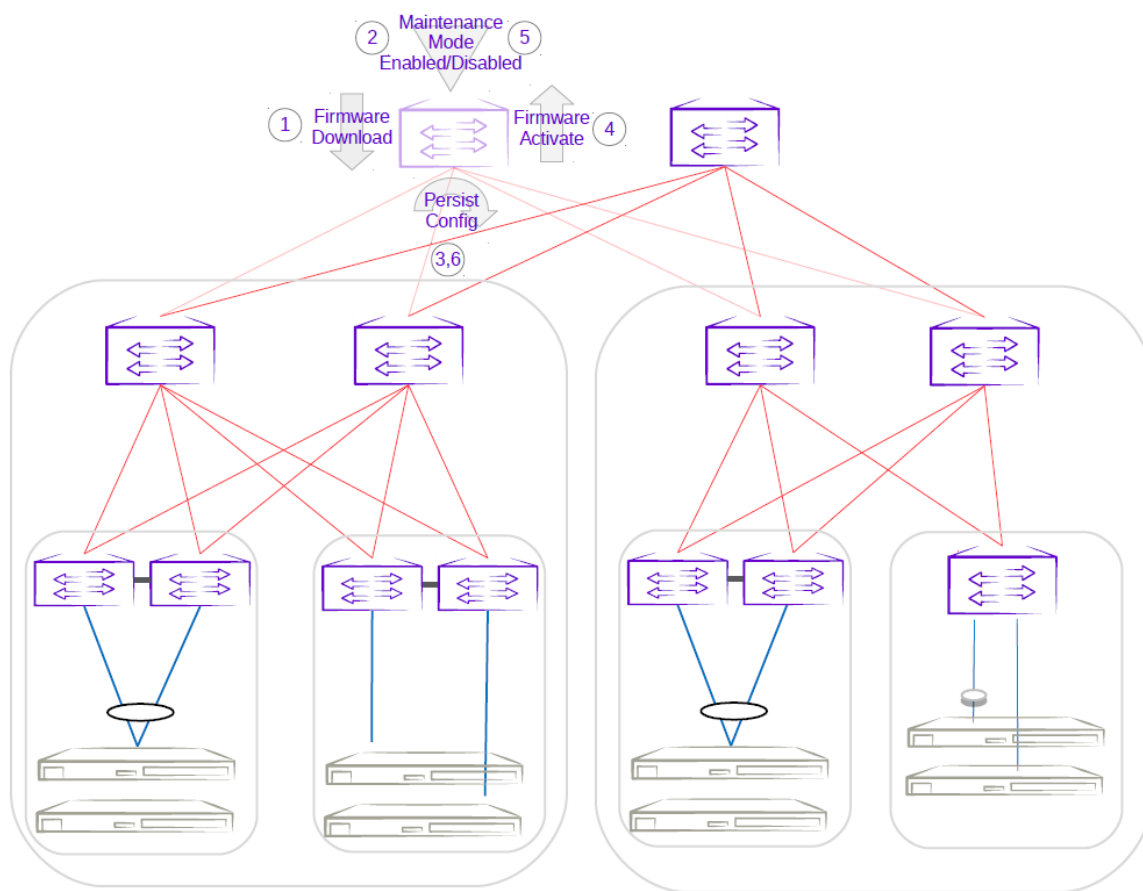 2
Maintenance
Mode
Enabled/Disabled
5
1
Firmware
Download
Firmware
Activate
4
Persist
Config
3,6